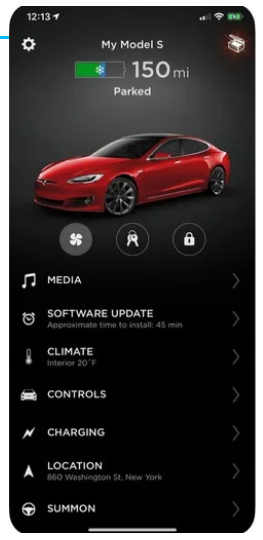 12:13
My Model S
150 mi
Parked
MEDIA
SOFTWARE UPDATE
Approximate time to install: 45 min
CLIMATE
Interior 20°F
CONTROLS
CHARGING
LOCATION
860 Washington St, New York
SUMMON